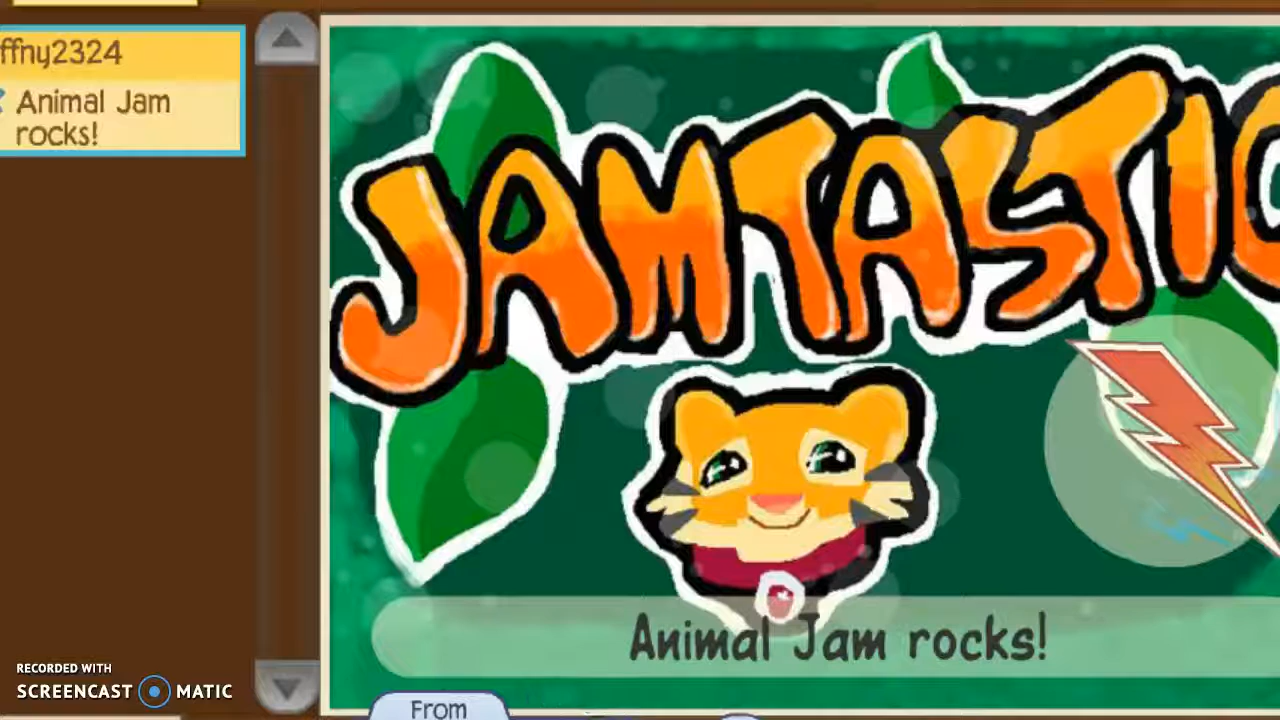 ffny2324
Animal Jam
rocks!
JAMTASTIC
Animal Jam rocks!
From
RECORDED WITH
SCREENCAST MATIC